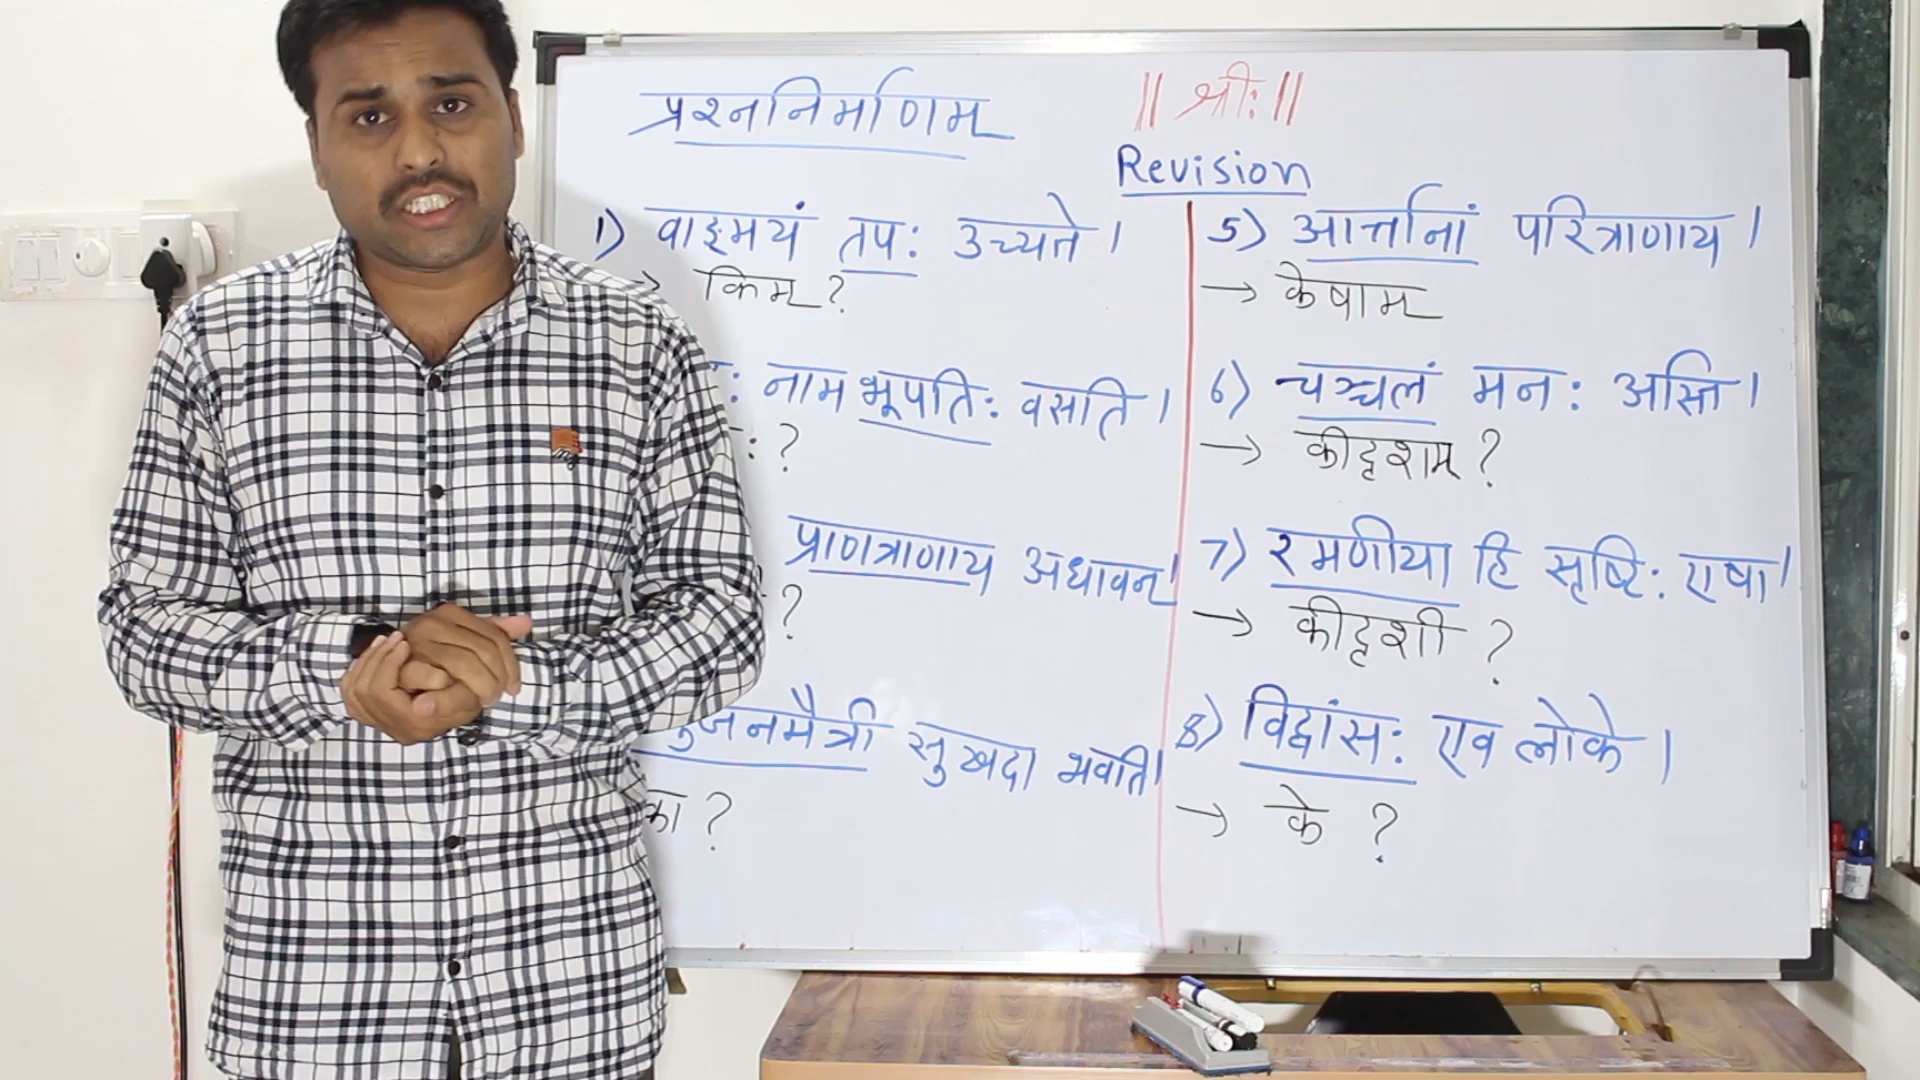 प्रश्ननिर्माणम्
|| श्रीः ||
Revision
1) वाङ्मयं तपः उच्यते।
→ किम्?
नाम भूपतिः वसति।
?
प्राणत्राणाय अधावन्।
?
सुजनमैत्री सुखदा भवति।
का ?
5) आर्त्तानां परित्राणाय।
→ केषाम्
6) चञ्चलं मनः अस्ति।
→ कीदृशम् ?
7) रमणीया हि सृष्टिः एषा।
→ कीदृशी ?
8) विद्वांसः एव लोके।
→ के ?